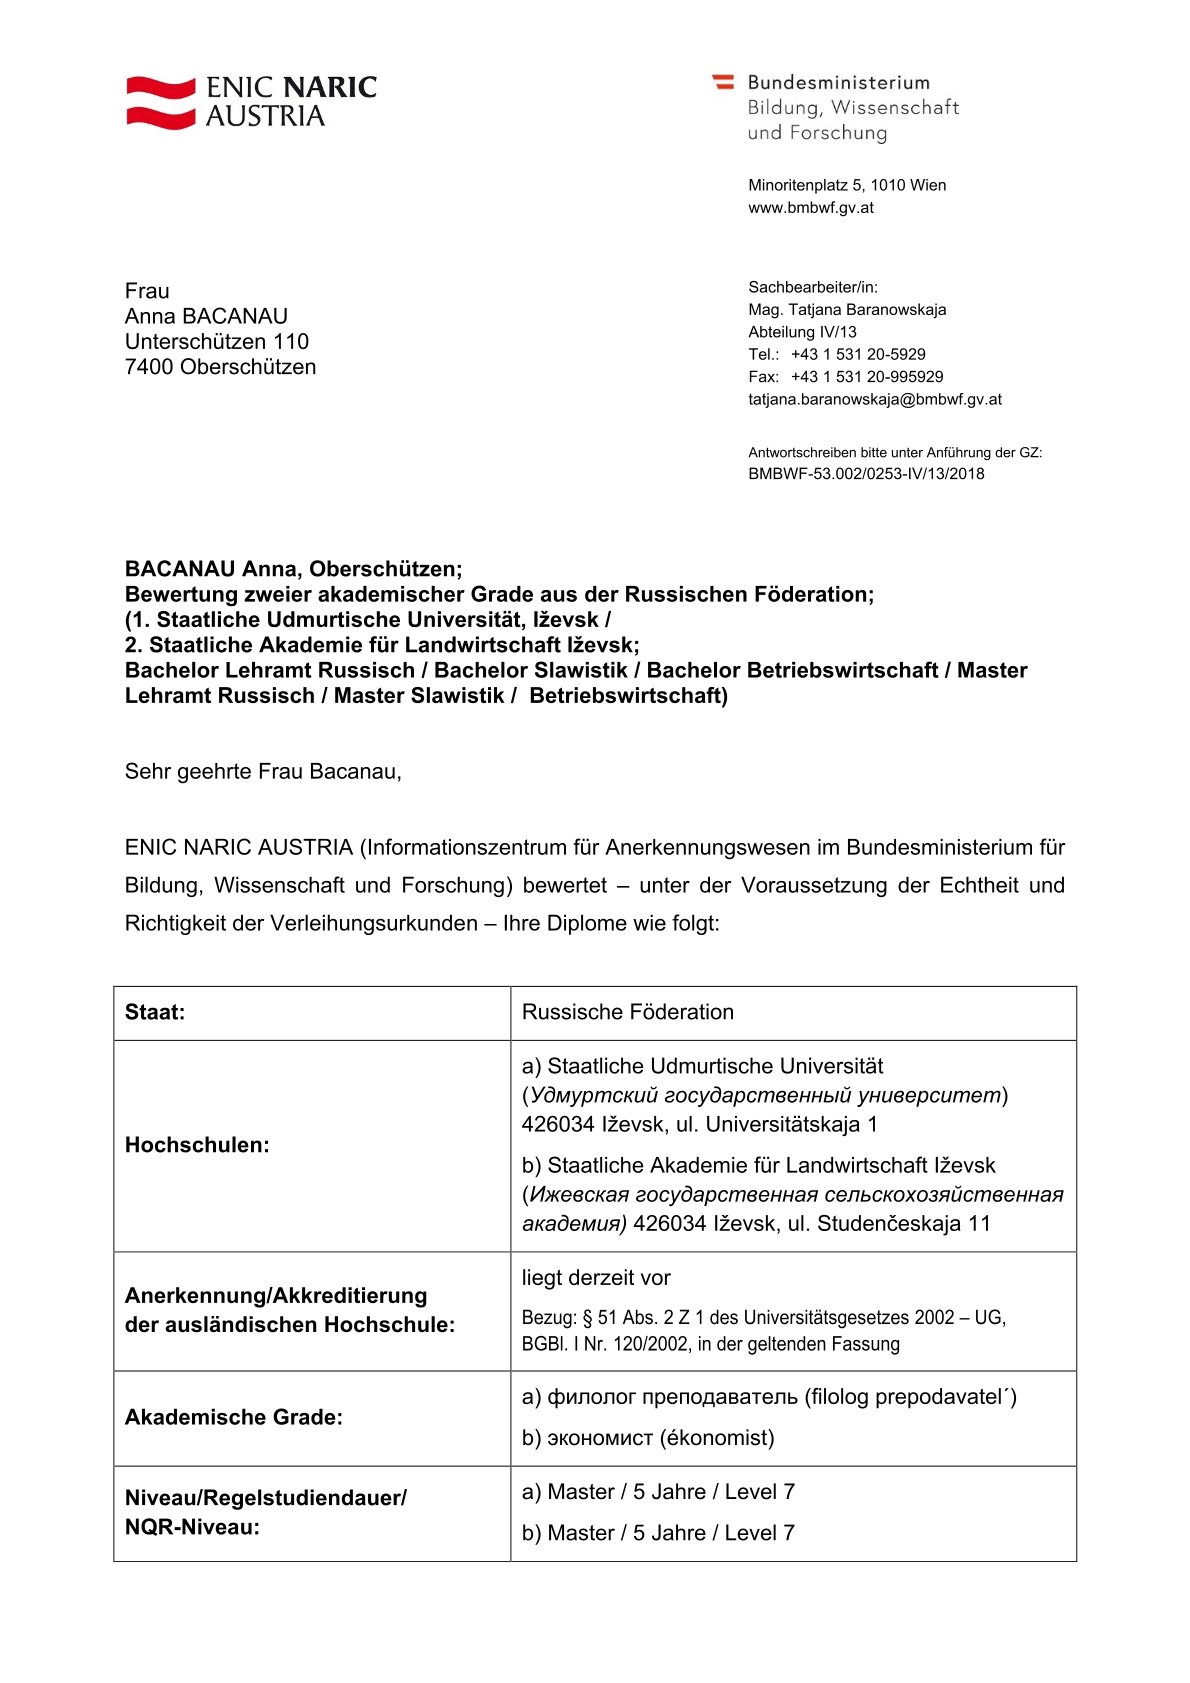 ENIC NARIC
AUSTRIA
Bundesministerium
Bildung, Wissenschaft
und Forschung
Minoritenplatz 5, 1010 Wien
www.bmbwf.gv.at
Frau
Anna BACANAU
Unterschützen 110
7400 Oberschützen
Sachbearbeiter/in:
Mag. Tatjana Baranowskaja
Abteilung IV/13
Tel.: +43 1 531 20-5929
Fax: +43 1 531 20-995929
tatjana.baranowskaja@bmbwf.gv.at
Antwortschreiben bitte unter Anführung der GZ:
BMBWF-53.002/0253-IV/13/2018
BACANAU Anna, Oberschützen;
Bewertung zweier akademischer Grade aus der Russischen Föderation;
(1. Staatliche Udmurtische Universität, Iževsk /
2. Staatliche Akademie für Landwirtschaft Iževsk;
Bachelor Lehramt Russisch / Bachelor Slawistik / Bachelor Betriebswirtschaft / Master
Lehramt Russisch / Master Slawistik / Betriebswirtschaft)
Sehr geehrte Frau Bacanau,
ENIC NARIC AUSTRIA (Informationszentrum für Anerkennungswesen im Bundesministerium für
Bildung, Wissenschaft und Forschung) bewertet – unter der Voraussetzung der Echtheit und
Richtigkeit der Verleihungsurkunden – Ihre Diplome wie folgt:
Staat:
Russische Föderation
Hochschulen:
a) Staatliche Udmurtische Universität
(Удмуртский государственный университет)
426034 Iževsk, ul. Universitätskaja 1
b) Staatliche Akademie für Landwirtschaft Iževsk
(Ижевская государственная сельскохозяйственная
академия) 426034 Iževsk, ul. Studenčeskaja 11
Anerkennung/Akkreditierung
der ausländischen Hochschule:
liegt derzeit vor
Bezug: § 51 Abs. 2 Z 1 des Universitätsgesetzes 2002 – UG,
BGBl. I Nr. 120/2002, in der geltenden Fassung
Akademische Grade:
a) филолог преподаватель (filolog prepodavatel´)
b) экономист (ékonomist)
Niveau/Regelstudiendauer/
NQR-Niveau:
a) Master / 5 Jahre / Level 7
b) Master / 5 Jahre / Level 7